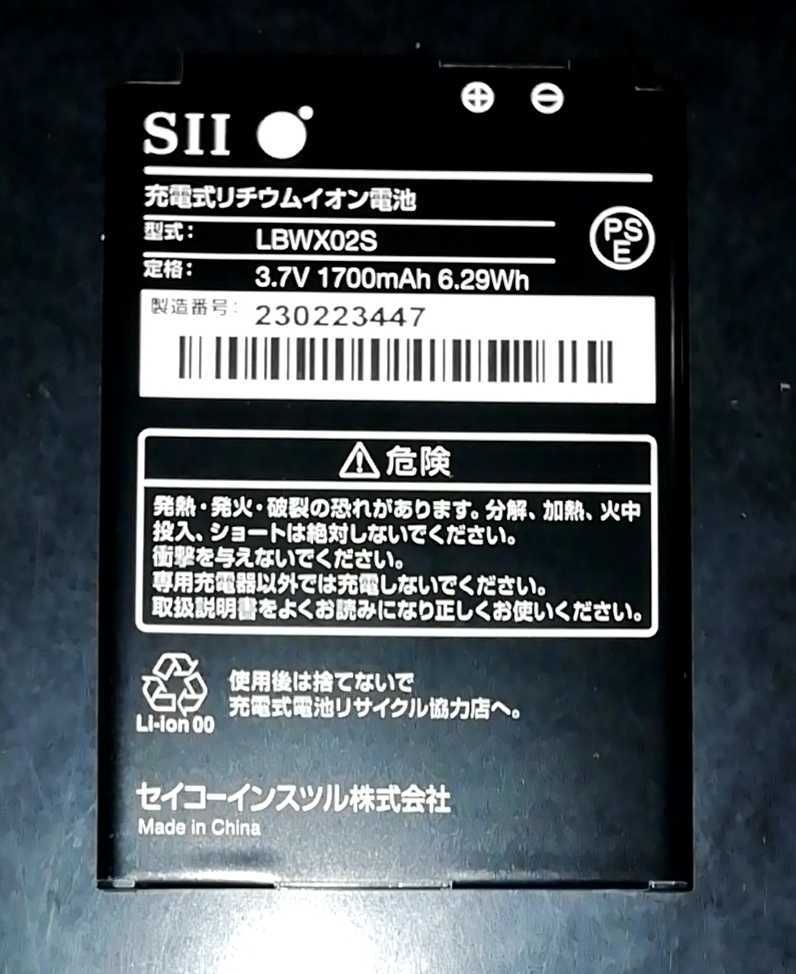 SII
充電式リチウムイオン電池
型式： LBWX02S
定格： 3.7V 1700mAh 6.29Wh
PS
E
製造番号： 230223447
危険
発熱・発火・破裂の恐れがあります。分解、加熱、火中
投入、ショートは絶対しないでください。
衝撃を与えないでください。
専用充電器以外では充電しないでください。
取扱説明書をよくお読みになり正しくお使いください。
使用後は捨てないで
充電式電池リサイクル協力店へ。
Li-ion 00
セイコーインスツル株式会社
Made in China